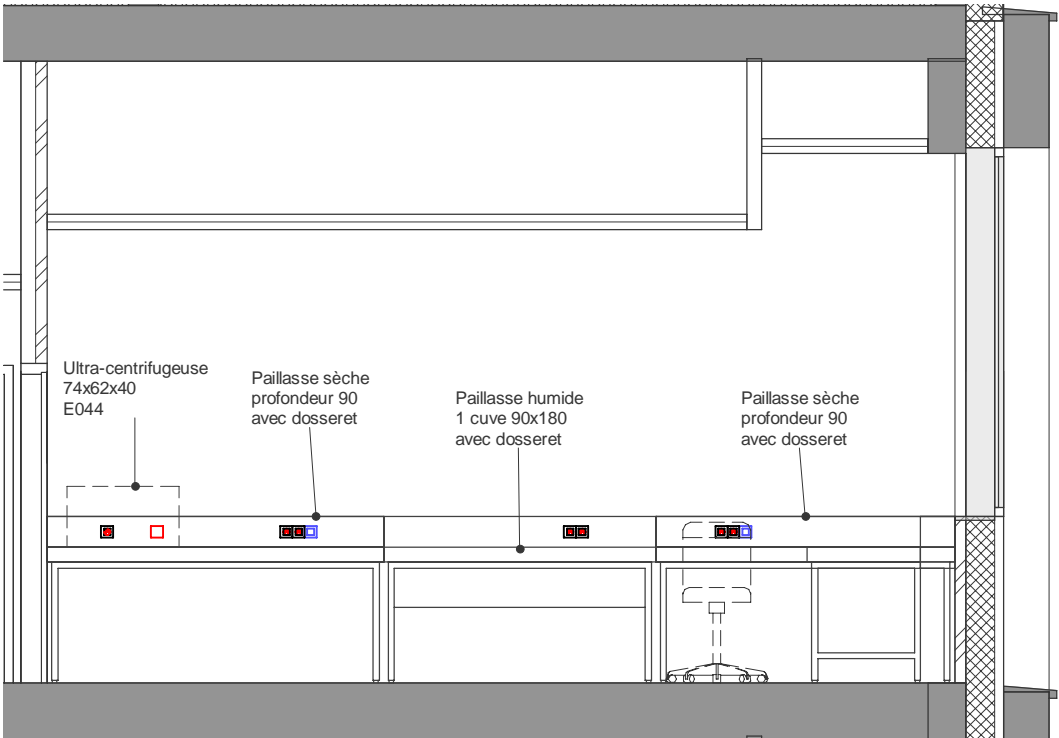 Ultra-centrifugeuse
74x62x40
E044
Paillasse sèche
profondeur 90
avec dosseret
Paillasse humide
1 cuve 90x180
avec dosseret
Paillasse sèche
profondeur 90
avec dosseret